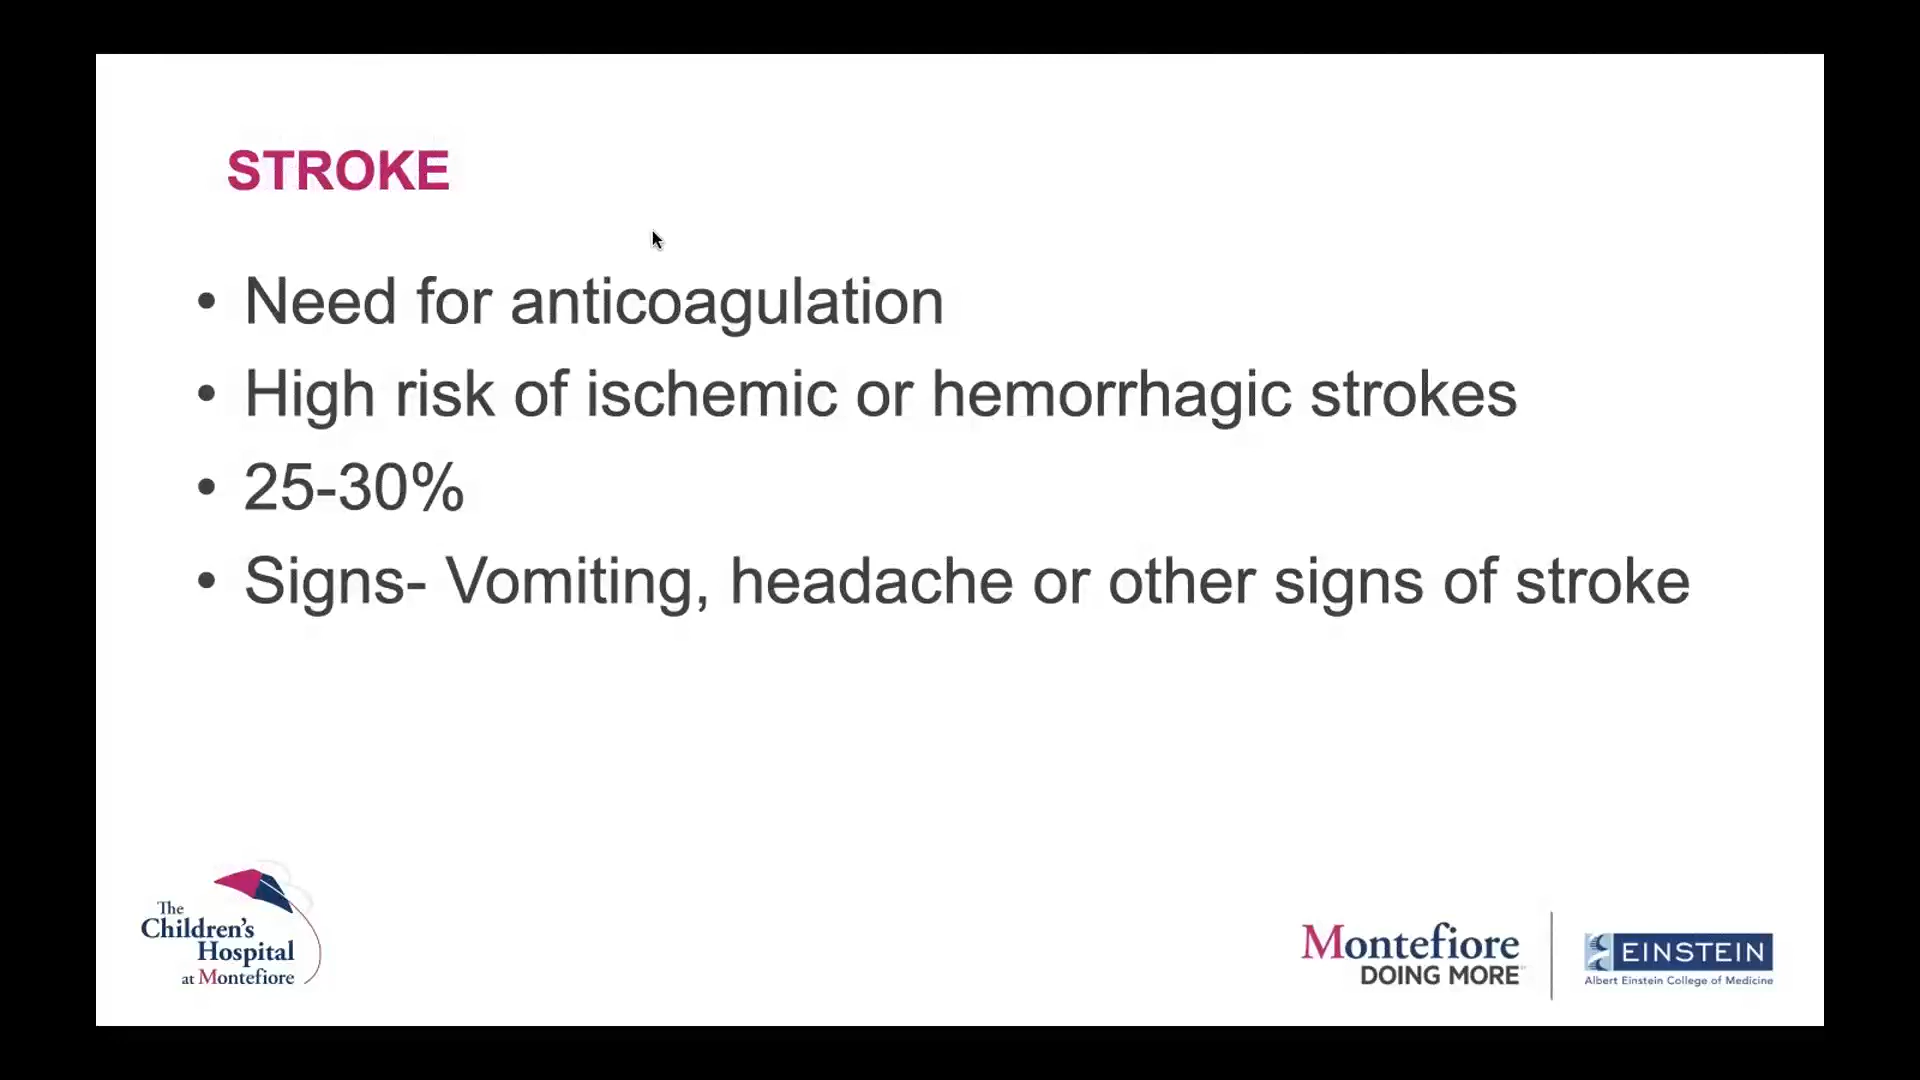 STROKE
• Need for anticoagulation
• High risk of ischemic or hemorrhagic strokes
• 25-30%
• Signs- Vomiting, headache or other signs of stroke
The
Children's
Hospital
at Montefiore
Montefiore
DOING MORE
EINSTEIN
Albert Einstein College of Medicine